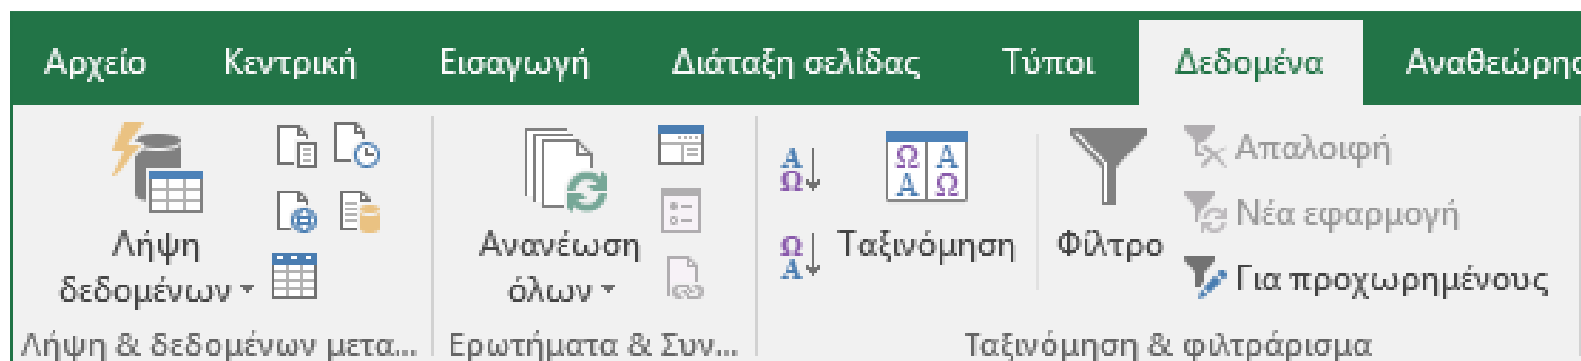 Αρχείο Κεντρική Εισαγωγή Διάταξη σελίδας Τύποι Δεδομένα Αναθεώρησ
Λήψη
δεδομένων
Ανανέωση
όλων
Α
Ω
Ω
Α
Ω Α
Α Ω
Ταξινόμηση
Φίλτρο
Απαλοιφή
Νέα εφαρμογή
Για προχωρημένους
Λήψη & δεδομένων μετα... Ερωτήματα & Συν... Ταξινόμηση & φιλτράρισμα